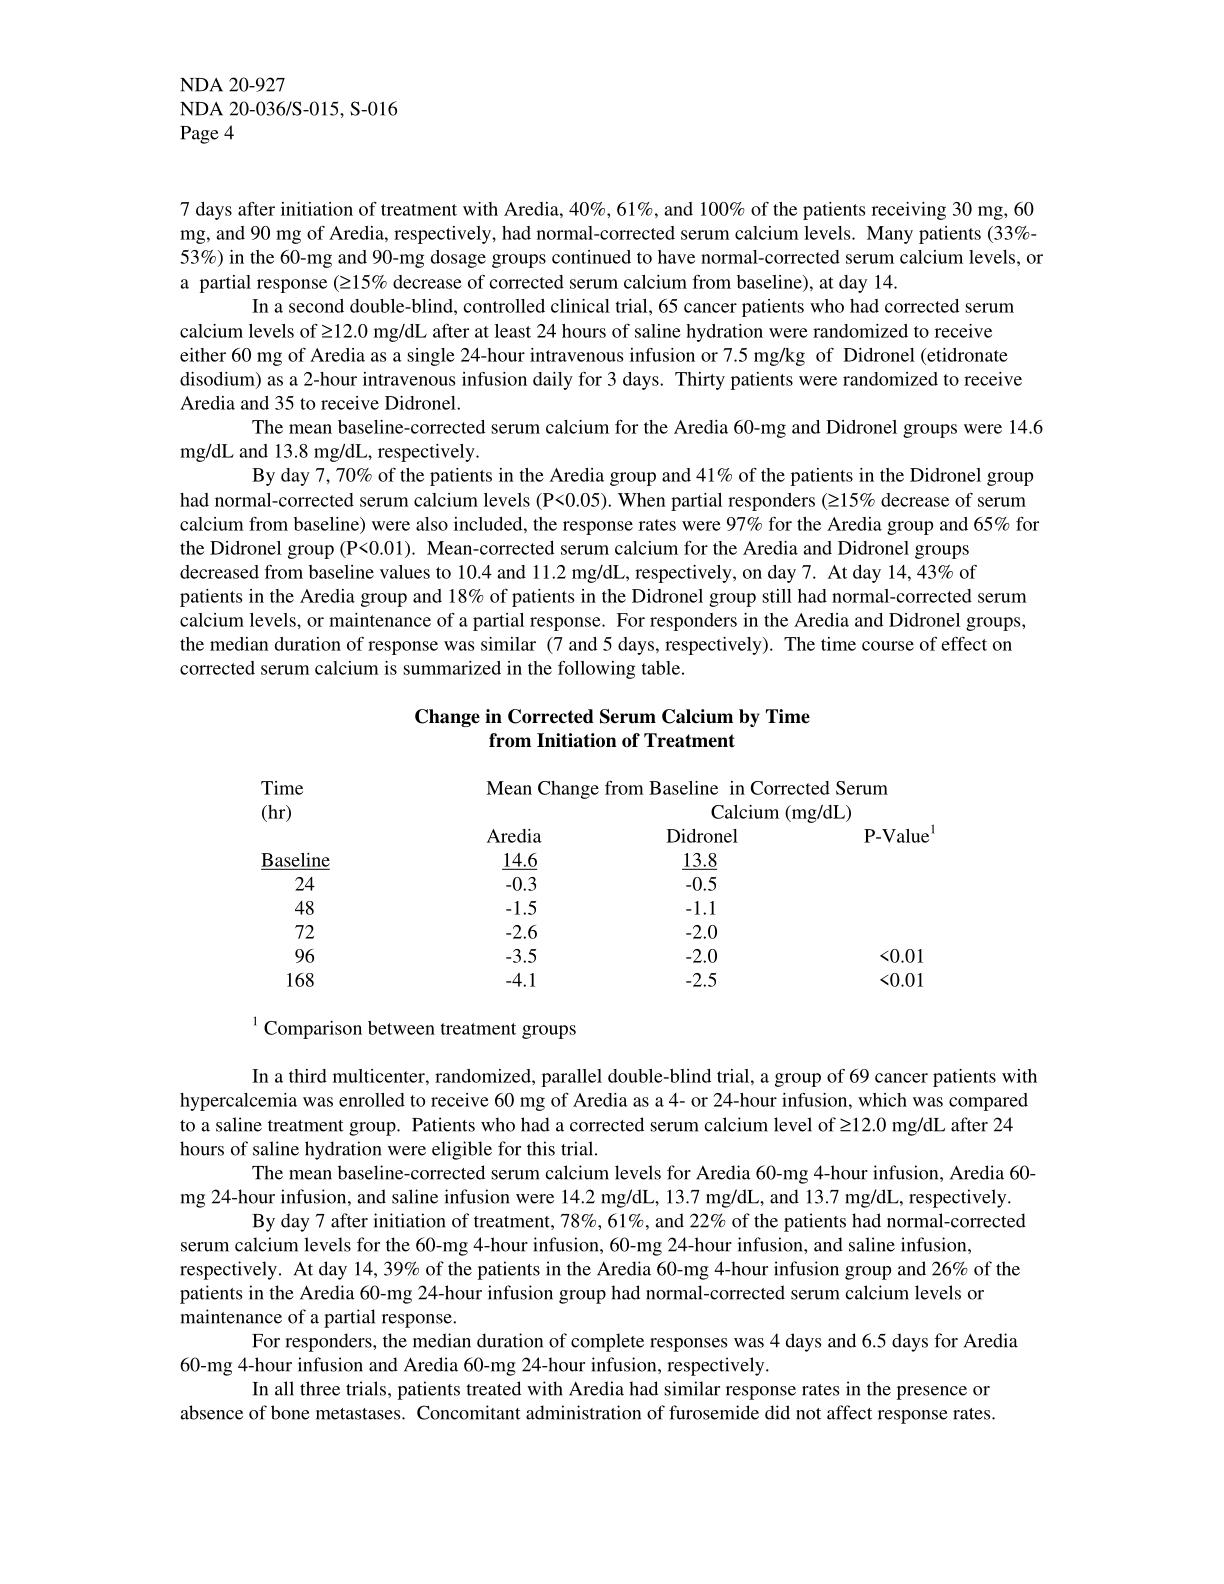 NDA 20-927
NDA 20-036/S-015, S-016
Page 4
7 days after initiation of treatment with Aredia, 40%, 61%, and 100% of the patients receiving 30 mg, 60
mg, and 90 mg of Aredia, respectively, had normal-corrected serum calcium levels.  Many patients (33%-
53%) in the 60-mg and 90-mg dosage groups continued to have normal-corrected serum calcium levels, or
a  partial response (≥15% decrease of corrected serum calcium from baseline), at day 14.
In a second double-blind, controlled clinical trial, 65 cancer patients who had corrected serum
calcium levels of ≥12.0 mg/dL after at least 24 hours of saline hydration were randomized to receive
either 60 mg of Aredia as a single 24-hour intravenous infusion or 7.5 mg/kg  of  Didronel (etidronate
disodium) as a 2-hour intravenous infusion daily for 3 days.  Thirty patients were randomized to receive
Aredia and 35 to receive Didronel.
The mean baseline-corrected serum calcium for the Aredia 60-mg and Didronel groups were 14.6
mg/dL and 13.8 mg/dL, respectively.
By day 7, 70% of the patients in the Aredia group and 41% of the patients in the Didronel group
had normal-corrected serum calcium levels (P<0.05). When partial responders (≥15% decrease of serum
calcium from baseline) were also included, the response rates were 97% for the Aredia group and 65% for
the Didronel group (P<0.01).  Mean-corrected serum calcium for the Aredia and Didronel groups
decreased from baseline values to 10.4 and 11.2 mg/dL, respectively, on day 7.  At day 14, 43% of
patients in the Aredia group and 18% of patients in the Didronel group still had normal-corrected serum
calcium levels, or maintenance of a partial response.  For responders in the Aredia and Didronel groups,
the median duration of response was similar  (7 and 5 days, respectively).  The time course of effect on
corrected serum calcium is summarized in the following table.
Change in Corrected Serum Calcium by Time
from Initiation of Treatment
Time Mean Change from Baseline  in Corrected Serum
(hr) Calcium (mg/dL)
Aredia Didronel P-Value¹
Baseline 14.6 13.8
24 -0.3 -0.5
48 -1.5 -1.1
72 -2.6 -2.0
96 -3.5 -2.0 <0.01
168 -4.1 -2.5 <0.01
¹ Comparison between treatment groups
In a third multicenter, randomized, parallel double-blind trial, a group of 69 cancer patients with
hypercalcemia was enrolled to receive 60 mg of Aredia as a 4- or 24-hour infusion, which was compared
to a saline treatment group.  Patients who had a corrected serum calcium level of ≥12.0 mg/dL after 24
hours of saline hydration were eligible for this trial.
The mean baseline-corrected serum calcium levels for Aredia 60-mg 4-hour infusion, Aredia 60-
mg 24-hour infusion, and saline infusion were 14.2 mg/dL, 13.7 mg/dL, and 13.7 mg/dL, respectively.
By day 7 after initiation of treatment, 78%, 61%, and 22% of the patients had normal-corrected
serum calcium levels for the 60-mg 4-hour infusion, 60-mg 24-hour infusion, and saline infusion,
respectively.  At day 14, 39% of the patients in the Aredia 60-mg 4-hour infusion group and 26% of the
patients in the Aredia 60-mg 24-hour infusion group had normal-corrected serum calcium levels or
maintenance of a partial response.
For responders, the median duration of complete responses was 4 days and 6.5 days for Aredia
60-mg 4-hour infusion and Aredia 60-mg 24-hour infusion, respectively.
In all three trials, patients treated with Aredia had similar response rates in the presence or
absence of bone metastases.  Concomitant administration of furosemide did not affect response rates.